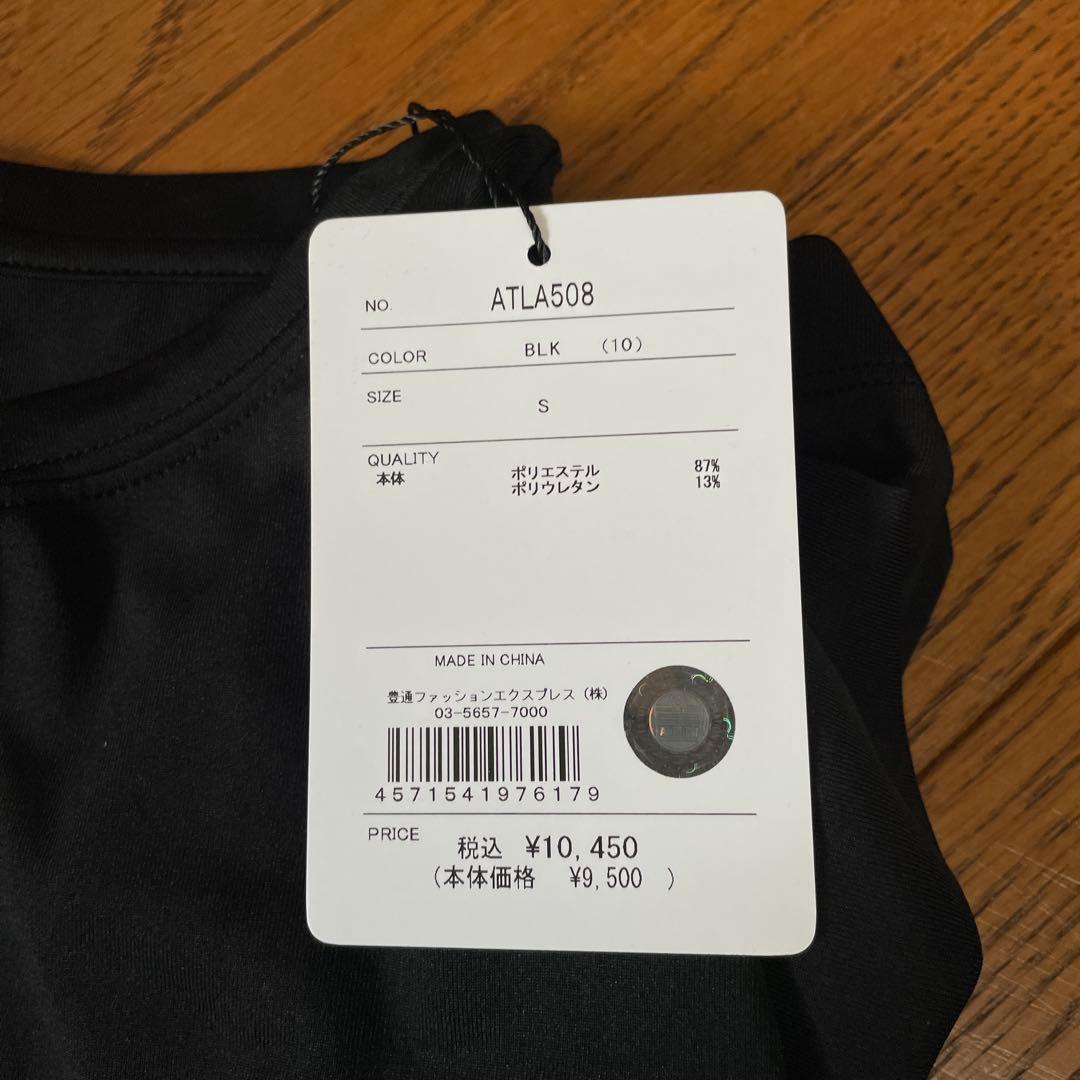 NO. ATLA508
COLOR BLK (10)
SIZE S
QUALITY
本体 ポリエステル 87%
ポリウレタン 13%
MADE IN CHINA
豊通ファッションエクスプレス (株)
03-5657-7000
4571541976179
PRICE 税込 ¥10,450
(本体価格 ¥9,500 )